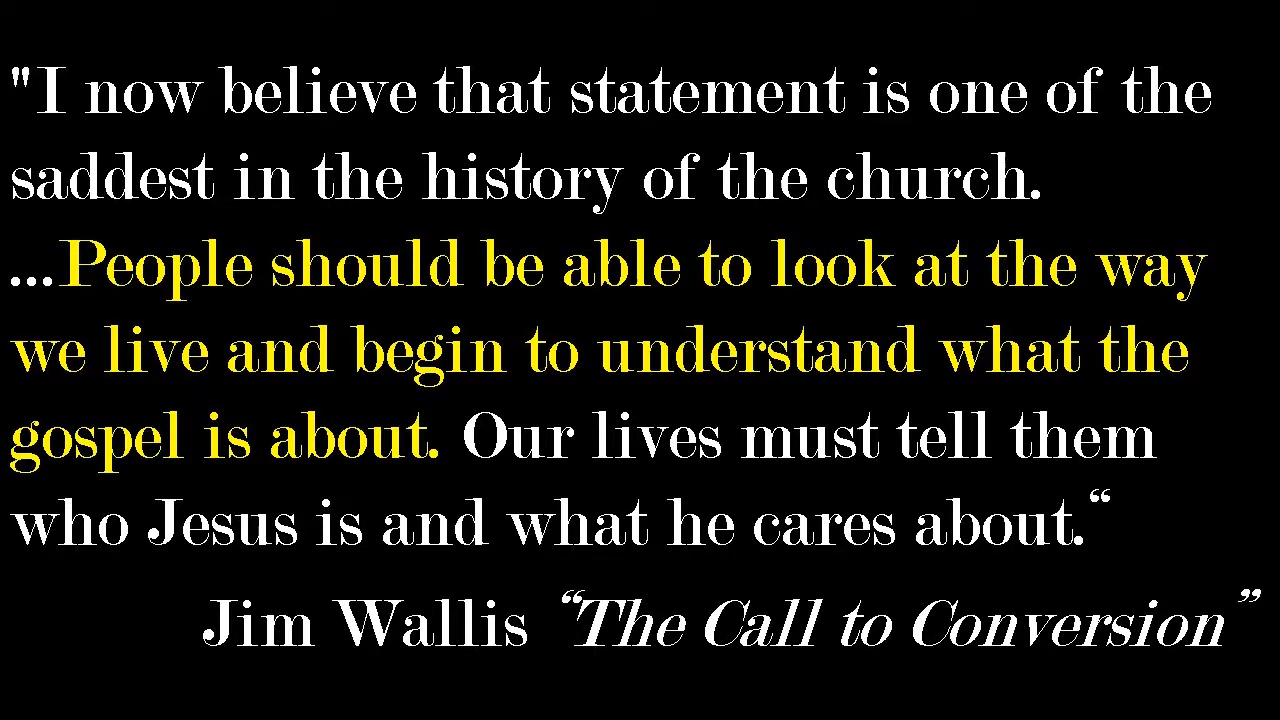 "I now believe that statement is one of the
saddest in the history of the church.
...People should be able to look at the way
we live and begin to understand what the
gospel is about. Our lives must tell them
who Jesus is and what he cares about.“
Jim Wallis “The Call to Conversion”